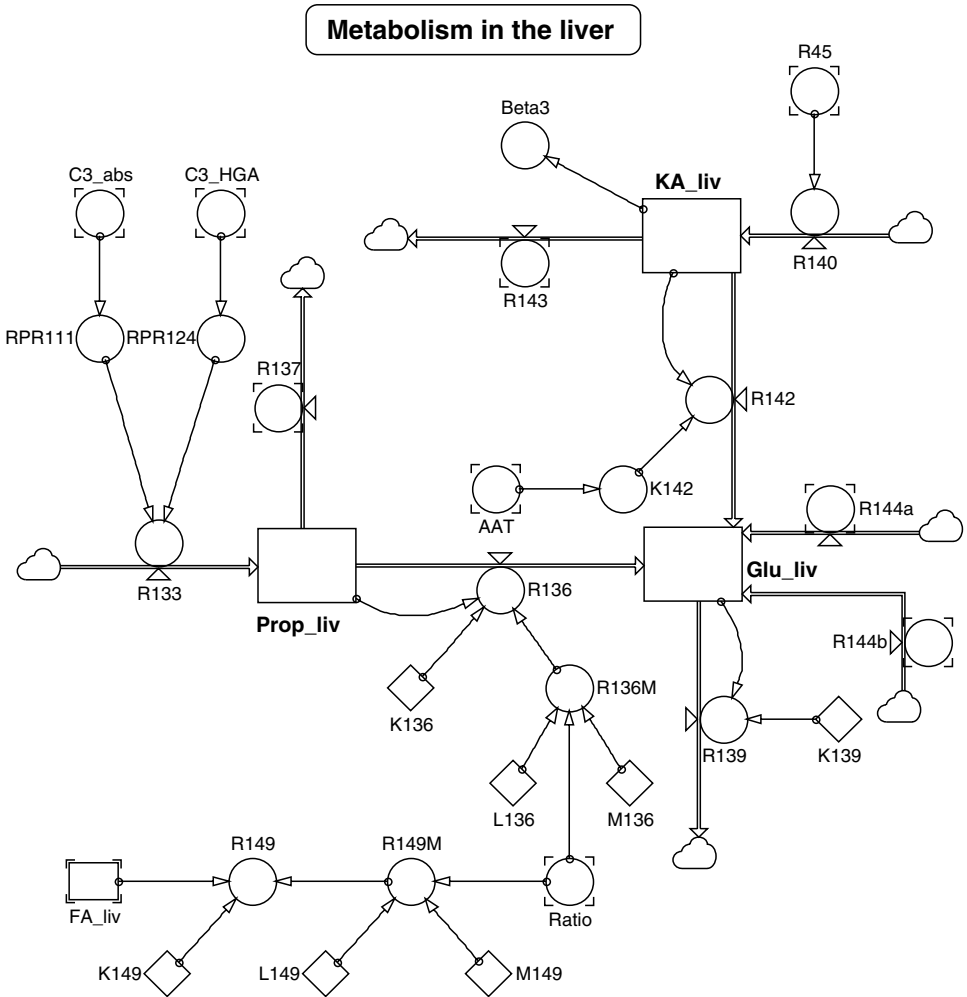 Metabolism in the liver
R45
Beta3
C3_abs
C3_HGA
KA_liv
R140
R143
RPR111
RPR124
R137
R142
K142
AAT
R144a
Glu_liv
R133
R136
Prop_liv
R144b
R136M
K136
R139
K139
L136
M136
R149
R149M
FA_liv
Ratio
K149
L149
M149